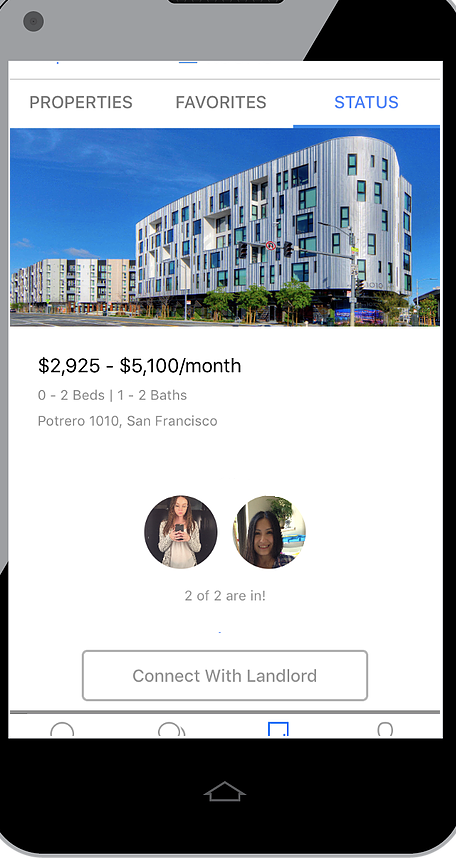 PROPERTIES FAVORITES STATUS
1010
$2,925 - $5,100/month
0 - 2 Beds | 1 - 2 Baths
Potrero 1010, San Francisco
2 of 2 are in!
Connect With Landlord